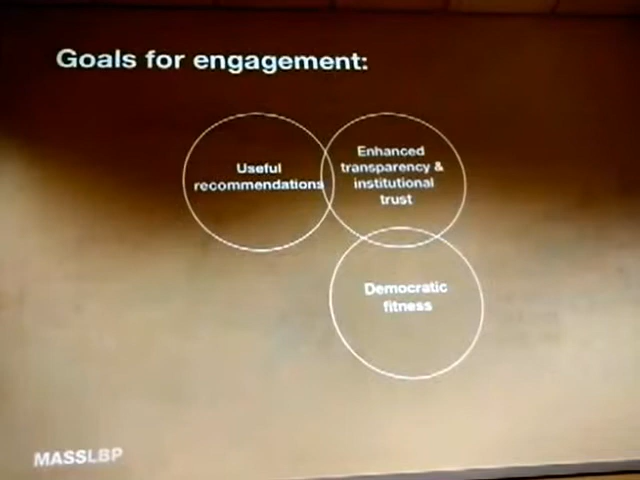 Goals for engagement:
Useful
recommendations
Enhanced
transparency &
institutional
trust
Democratic
fitness
MASSLBP